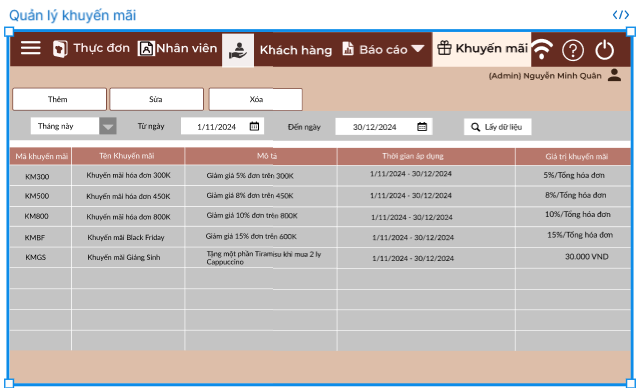 Quản lý khuyến mãi
</>
Thực đơn Nhân viên Khách hàng Báo cáo Khuyến mãi
(Admin) Nguyễn Minh Quân
Thêm Sửa Xóa
Tháng này Từ ngày 1/11/2024 Đến ngày 30/12/2024 Lấy dữ liệu
Mã khuyến mãi Tên Khuyến mãi Mô tả Thời gian áp dụng Giá trị khuyến mãi
KM300 Khuyến mãi hóa đơn 300K Giảm giá 5% đơn trên 300K 1/11/2024 - 30/12/2024 5%/Tổng hóa đơn
KM500 Khuyến mãi hóa đơn 450K Giảm giá 8% đơn trên 450K 1/11/2024 - 30/12/2024 8%/Tổng hóa đơn
KM800 Khuyến mãi hóa đơn 800K Giảm giá 10% đơn trên 800K 1/11/2024 - 30/12/2024 10%/Tổng hóa đơn
KMBF Khuyến mãi Black Friday Giảm giá 15% đơn trên 600K 1/11/2024 - 30/12/2024 15%/Tổng hóa đơn
KMGS Khuyến mãi Giáng Sinh Tặng một phần Tiramisu khi mua 2 ly 1/11/2024 - 30/12/2024 30.000 VND
Cappuccino